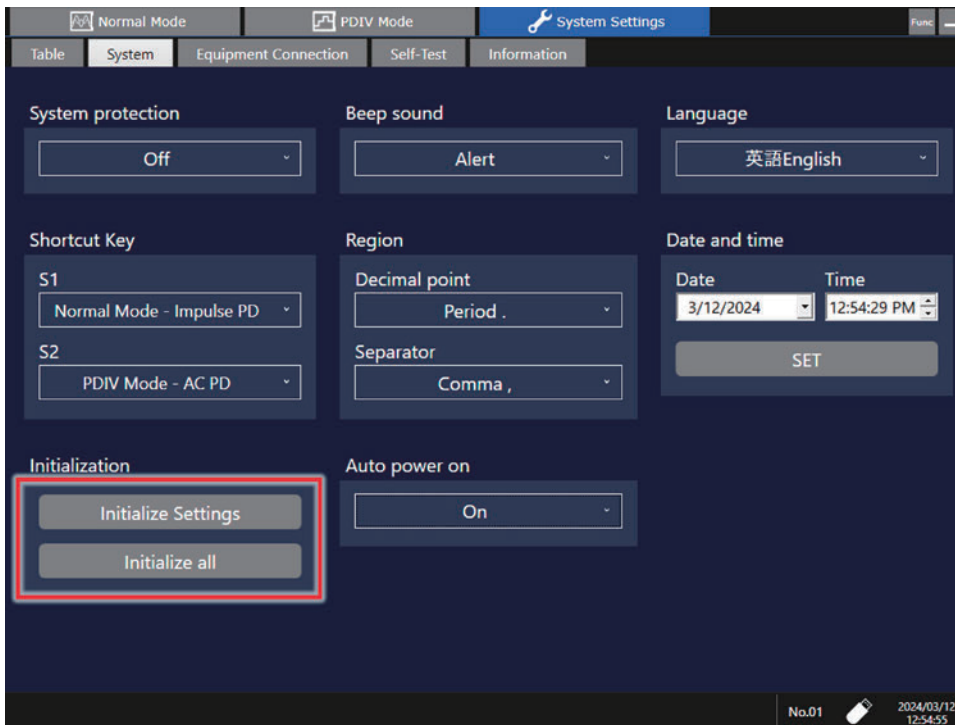 Normal Mode
PDIV Mode
System Settings
Func
Table
System
Equipment Connection
Self-Test
Information
System protection
Off
Beep sound
Alert
Language
英語English
Shortcut Key
S1
Normal Mode - Impulse PD
S2
PDIV Mode - AC PD
Region
Decimal point
Period .
Separator
Comma ,
Date and time
Date
Time
3/12/2024
12:54:29 PM
SET
Initialization
Initialize Settings
Initialize all
Auto power on
On
No.01
2024/03/12
12:54:55